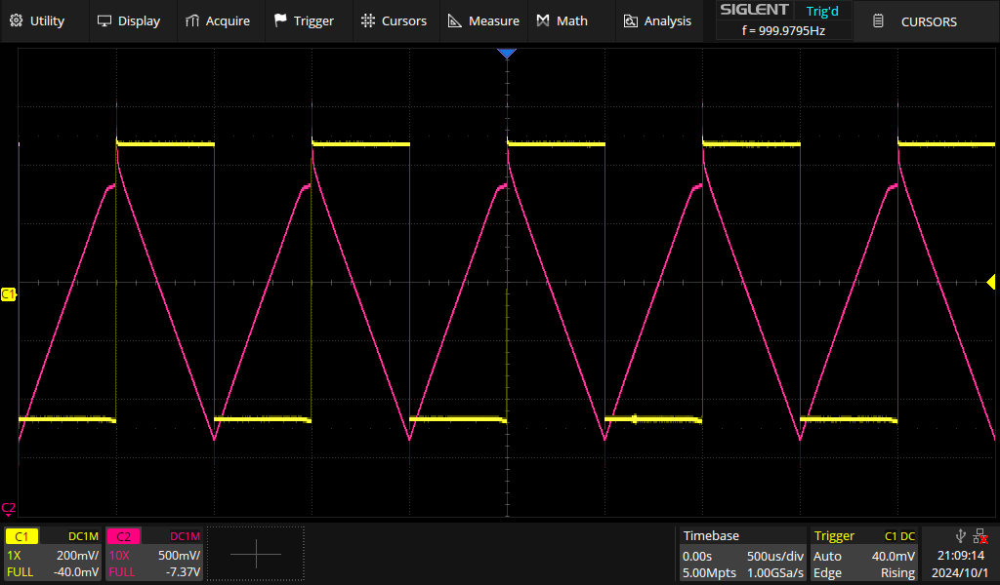 Utility Display Acquire Trigger Cursors Measure Math Analysis SIGLENT Trig'd CURSORS
f = 999.9795Hz
C1
C2
C1 DC1M C2 DC1M Timebase Trigger C1 DC
1X 200mV/ 10X 500mV/ 0.00s 500us/div Auto 40.0mV 21:09:14
FULL -40.0mV FULL -7.37V 5.00Mpts 1.00GSa/s Edge Rising 2024/10/1